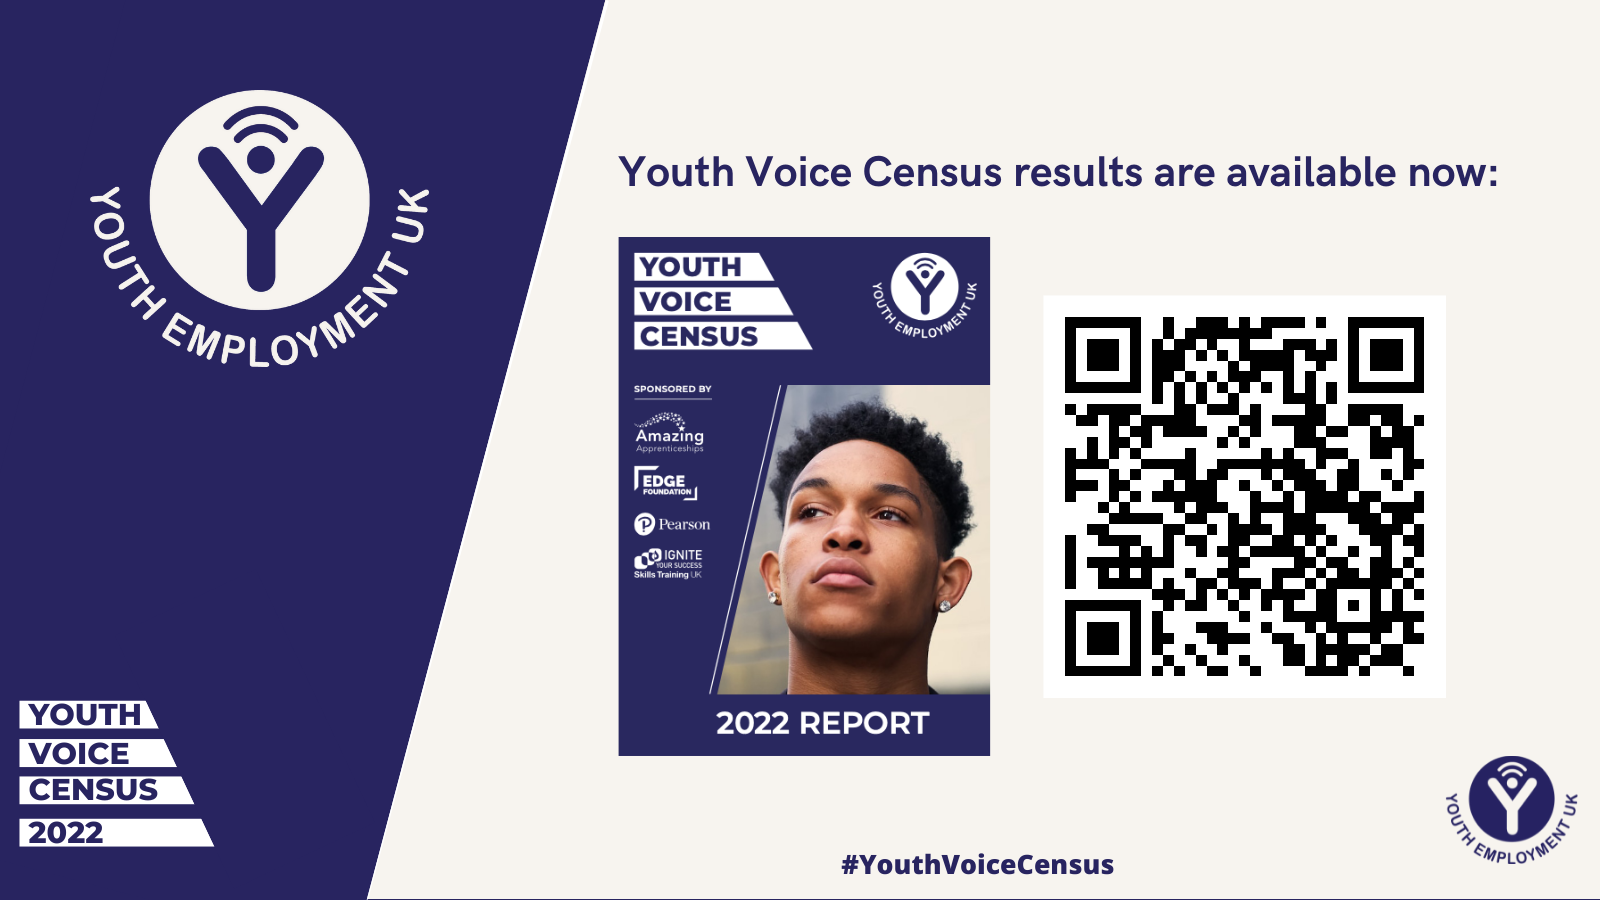 YOUTH EMPLOYMENT UK
Youth Voice Census results are available now:
YOUTH
VOICE
CENSUS
YOUTH EMPLOYMENT UK
SPONSORED BY
Amazing
Apprenticeships
EDGE
FOUNDATION
Pearson
IGNITE
YOUR SUCCESS
Skills Training UK
2022 REPORT
YOUTH
VOICE
CENSUS
2022
YOUTH EMPLOYMENT UK
#YouthVoiceCensus